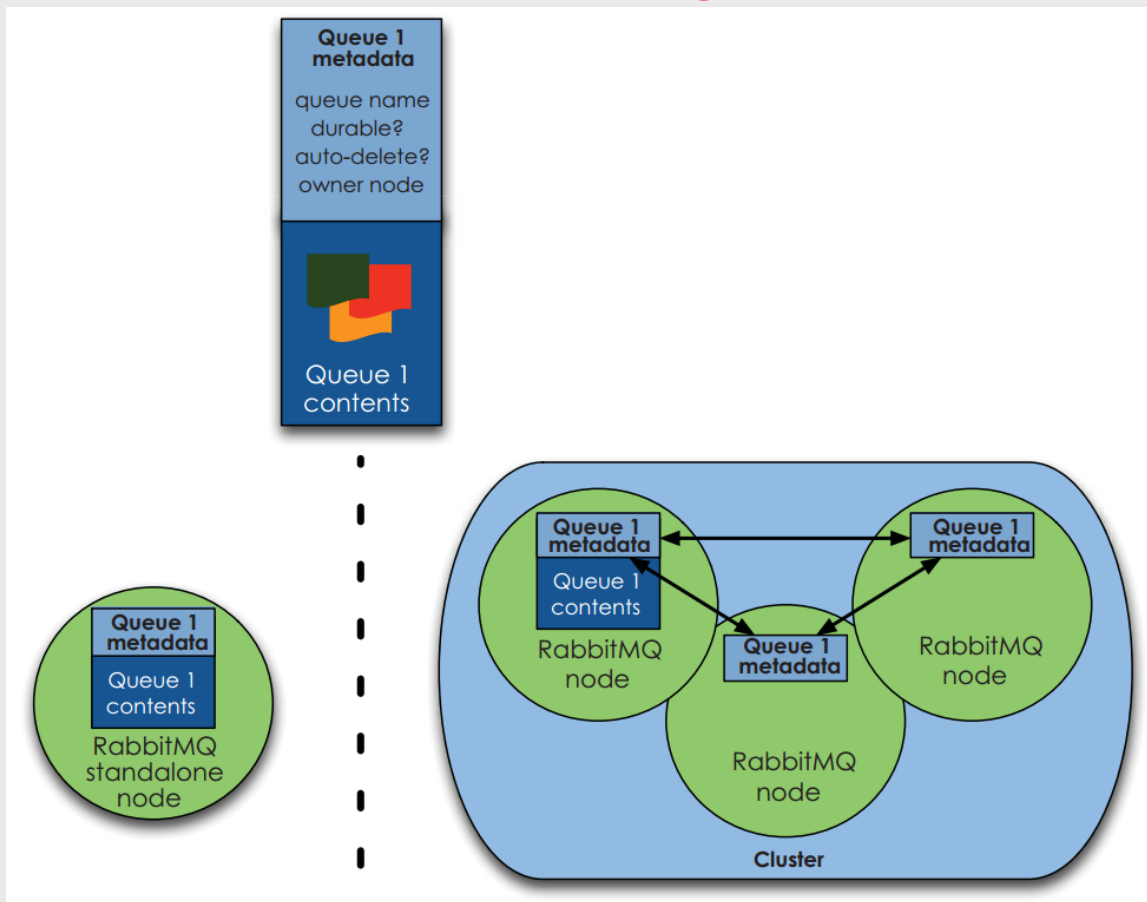 Queue 1
metadata
queue name
durable?
auto-delete?
owner node
Queue 1
contents
Queue 1
metadata
Queue 1
contents
RabbitMQ
standalone
node
Queue 1
metadata
Queue 1
contents
RabbitMQ
node
Queue 1
metadata
RabbitMQ
node
Queue 1
metadata
RabbitMQ
node
Cluster